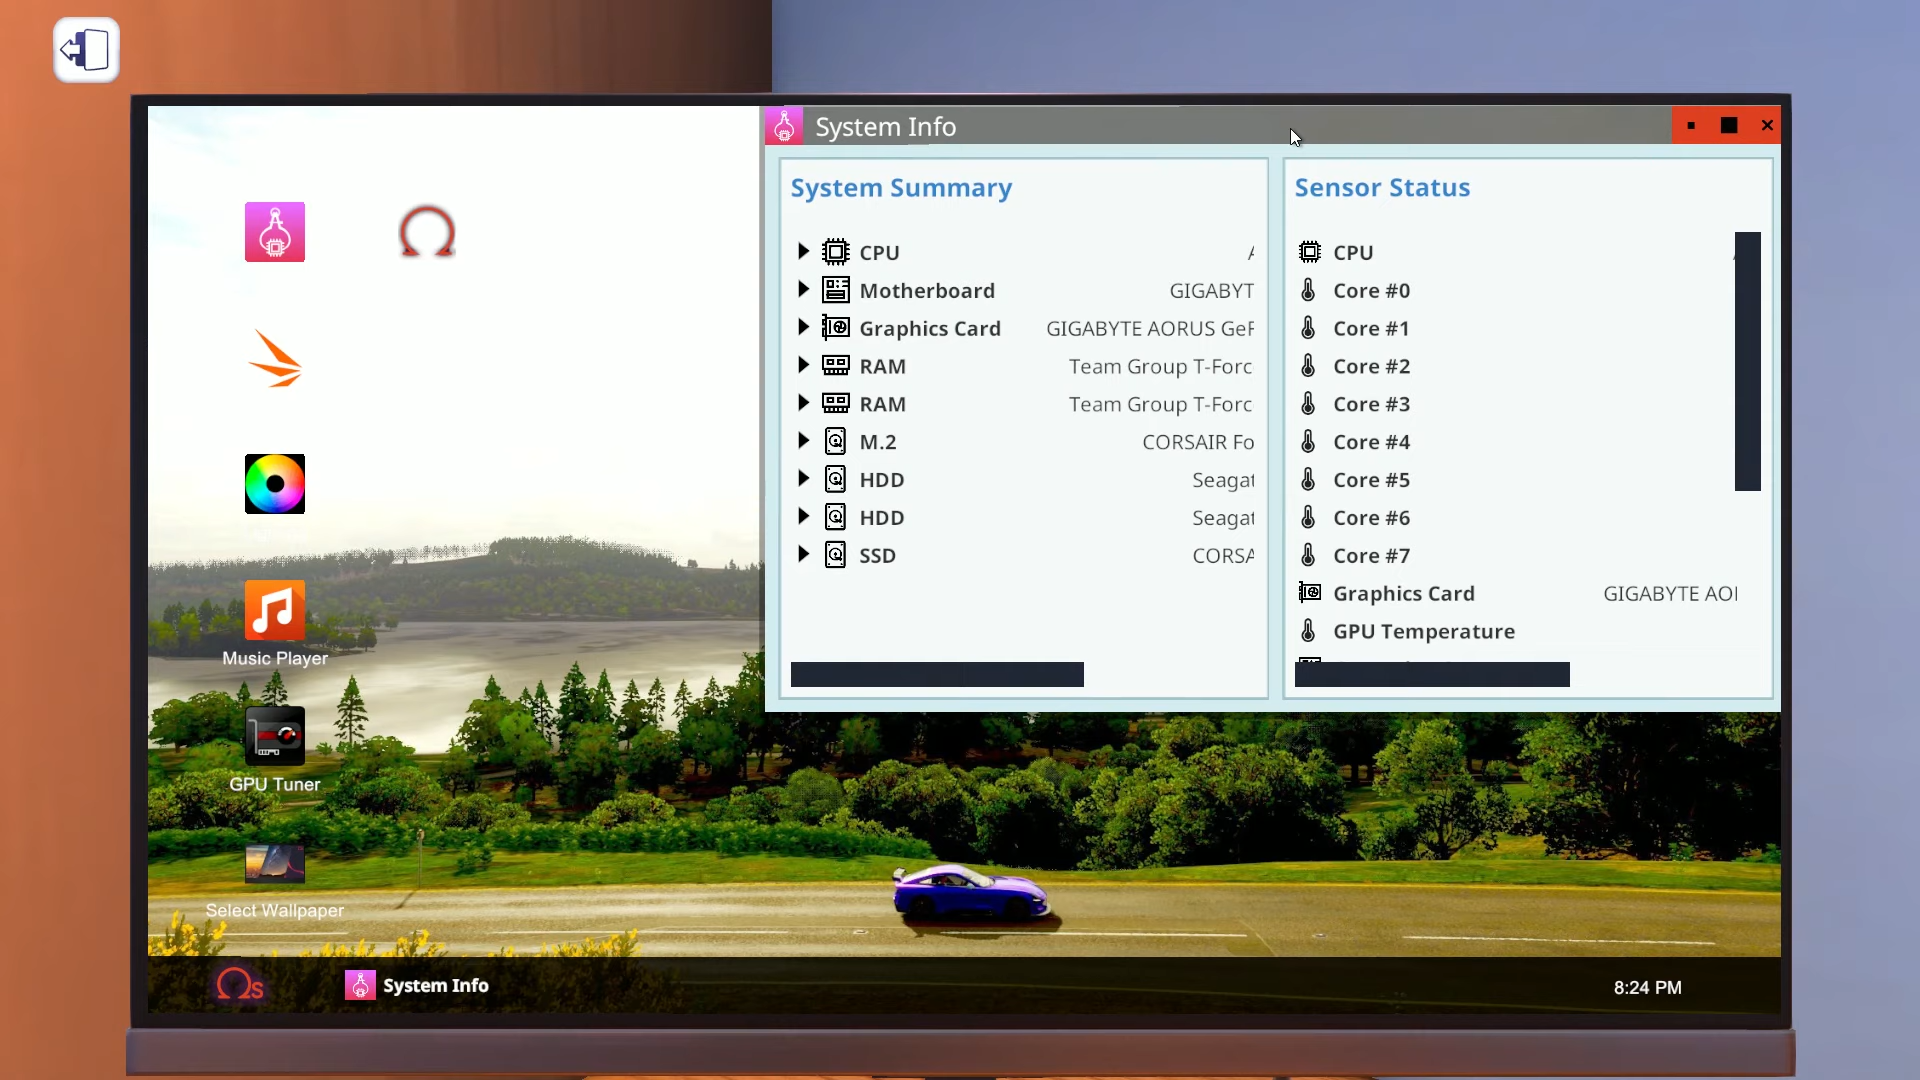 System Info
System Summary
CPU
Motherboard GIGABYT
Graphics Card GIGABYTE AORUS GeF
RAM Team Group T-Forc
RAM Team Group T-Forc
M.2 CORSAIR Fo
HDD Seagat
HDD Seagat
SSD CORSA
Sensor Status
CPU
Core #0
Core #1
Core #2
Core #3
Core #4
Core #5
Core #6
Core #7
Graphics Card GIGABYTE AO
GPU Temperature
Music Player
GPU Tuner
Select Wallpaper
Ωs
System Info
8:24 PM